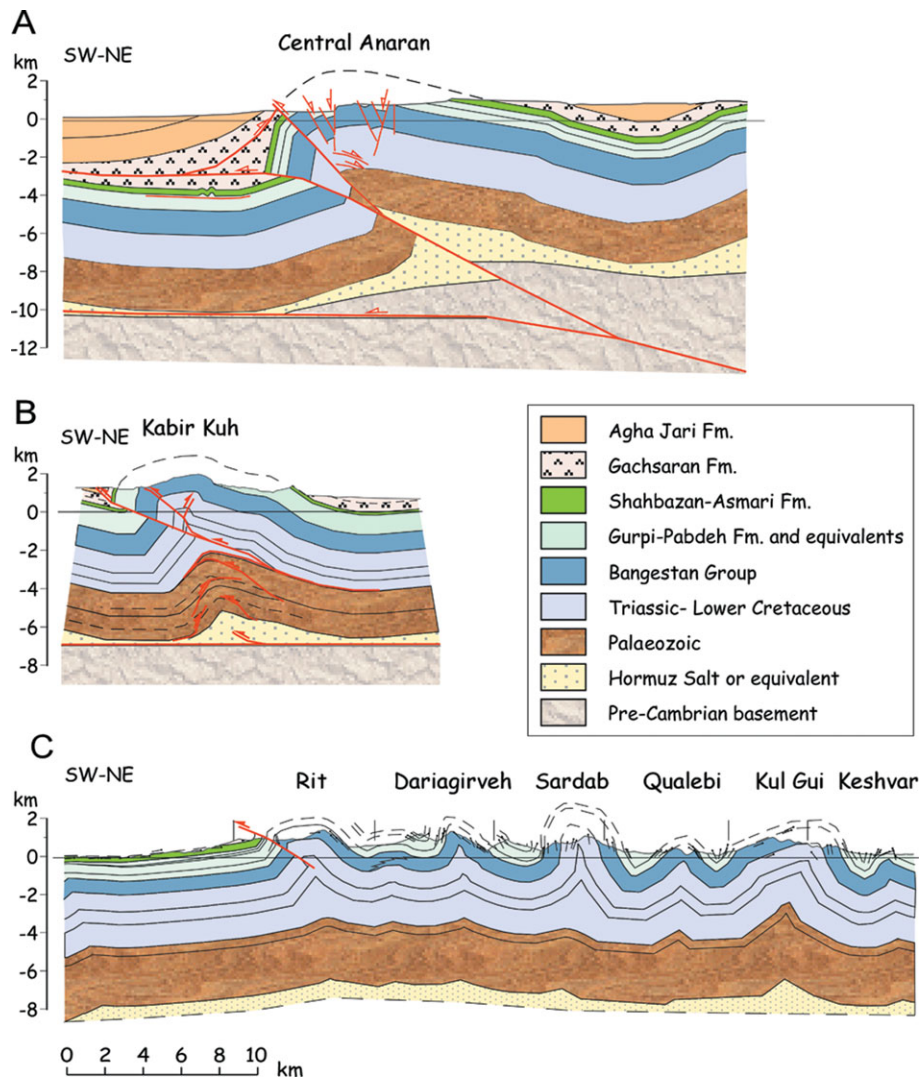 A
SW-NE
Central Anaran
km
2
0
-2
-4
-6
-8
-10
-12
B
SW-NE
Kabir Kuh
km
2
0
-2
-4
-6
-8
Agha Jari Fm.
Gachsaran Fm.
Shahbazan-Asmari Fm.
Gurpi-Pabdeh Fm. and equivalents
Bangestan Group
Triassic- Lower Cretaceous
Palaeozoic
Hormuz Salt or equivalent
Pre-Cambrian basement
C
SW-NE
Rit Dariagirveh Sardab Qualebi Kul Gui Keshvar
km
2
0
-2
-4
-6
-8
0 2 4 6 8 10
km